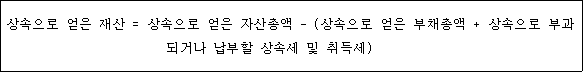 상속으로 얻은 재산 = 상속으로 얻은 자산총액 - (상속으로 얻은 부채총액 + 상속으로 부과
되거나 납부할 상속세 및 취득세)